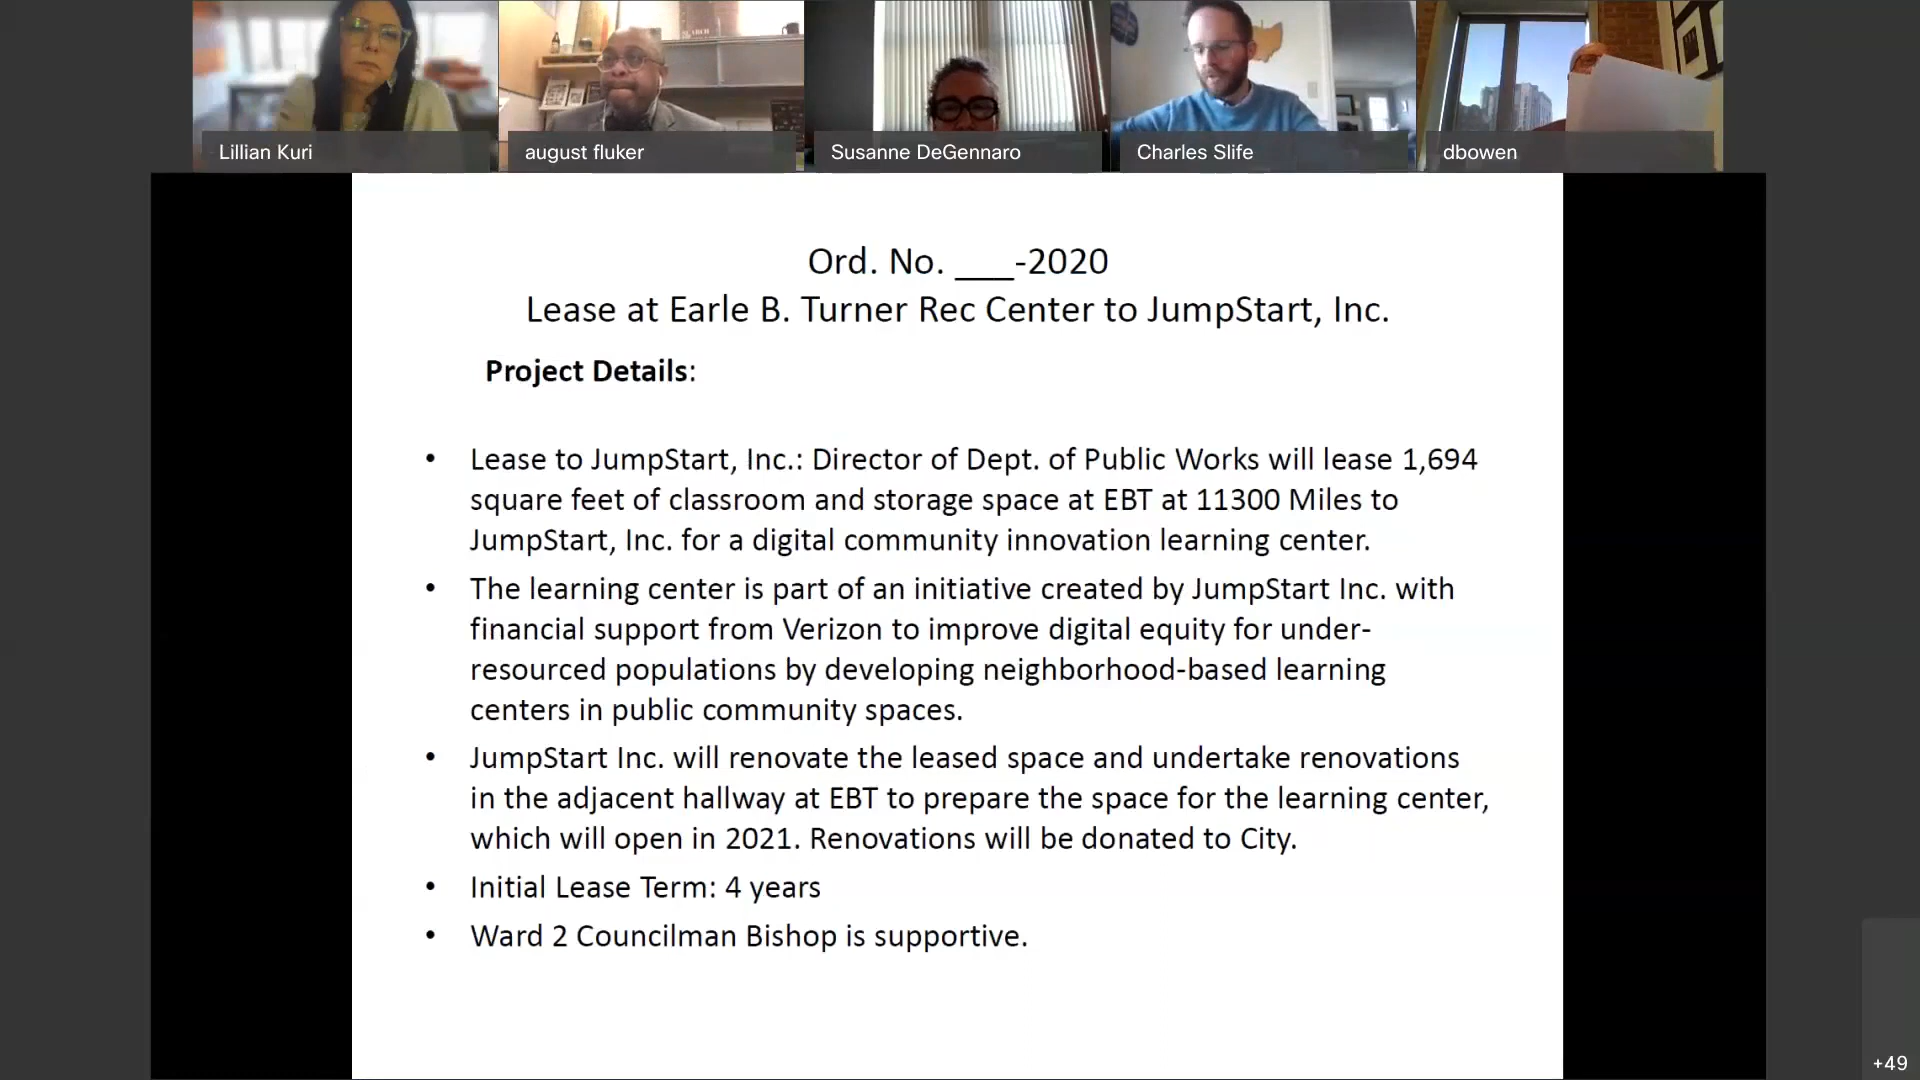 Lillian Kuri
august fluker
Susanne DeGennaro
Charles Slife
dbowen
Ord. No. ___-2020
Lease at Earle B. Turner Rec Center to JumpStart, Inc.
Project Details:
• Lease to JumpStart, Inc.: Director of Dept. of Public Works will lease 1,694
square feet of classroom and storage space at EBT at 11300 Miles to
JumpStart, Inc. for a digital community innovation learning center.
• The learning center is part of an initiative created by JumpStart Inc. with
financial support from Verizon to improve digital equity for under-
resourced populations by developing neighborhood-based learning
centers in public community spaces.
• JumpStart Inc. will renovate the leased space and undertake renovations
in the adjacent hallway at EBT to prepare the space for the learning center,
which will open in 2021. Renovations will be donated to City.
• Initial Lease Term: 4 years
• Ward 2 Councilman Bishop is supportive.
+49